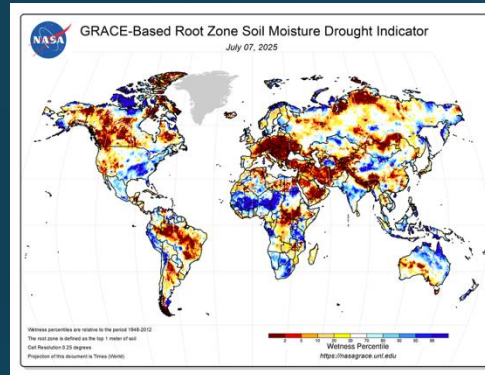 NASA
GRACE-Based Root Zone Soil Moisture Drought Indicator
July 07, 2025
Wetness percentiles are relative to the period 1948-2012
The root zone is defined as the top 1 meter of soil
Cell Resolution 0.25 degrees
Projection of this document is Times (World)
2 5 10 20 30 70 80 90 95 98
Wetness Percentile
https://nasagrace.unl.edu